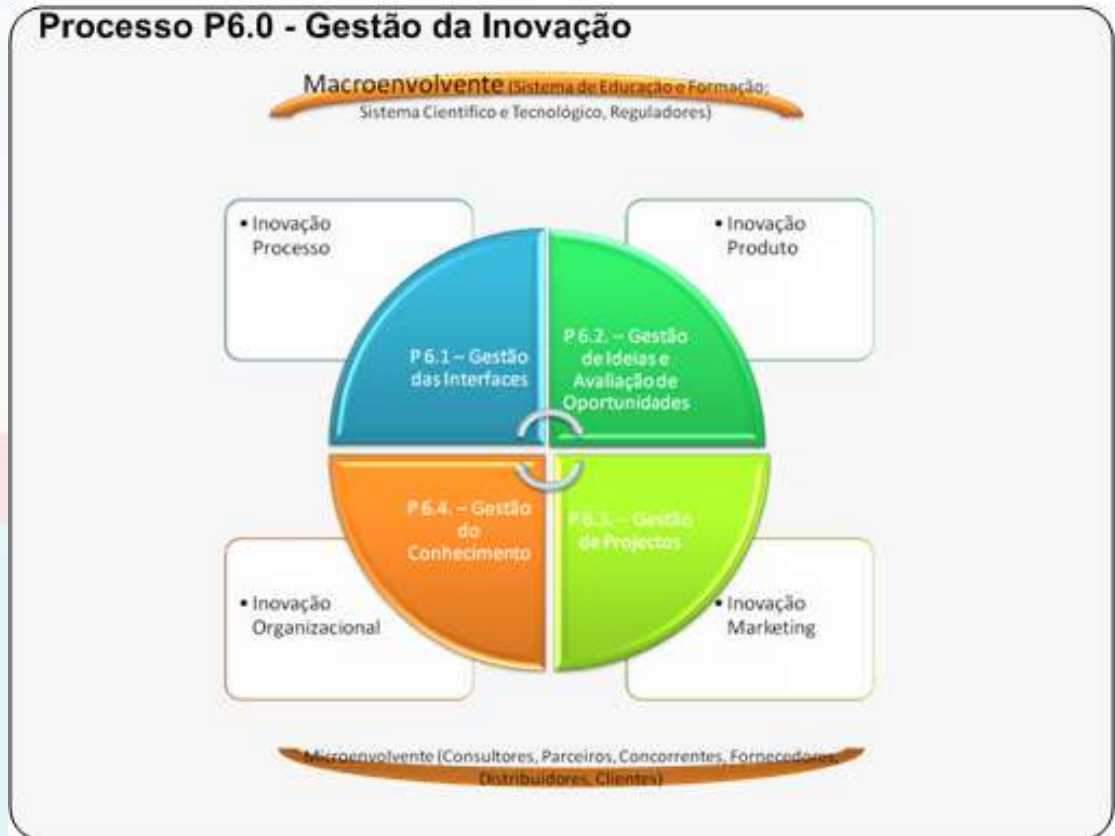 Processo P6.0 - Gestão da Inovação
Macroenvolvente (Sistema de Educação e Formação;
Sistema Científico e Tecnológico, Reguladores)
• Inovação
Processo
• Inovação
Produto
P 6.1 – Gestão
das Interfaces
P 6.2. – Gestão
de Ideias e
Avaliação de
Oportunidades
P 6.4. – Gestão
do
Conhecimento
P 6.3. – Gestão
de Projectos
• Inovação
Organizacional
• Inovação
Marketing
Microenvolvente (Consultores, Parceiros, Concorrentes, Fornecedores,
Distribuidores, Clientes)